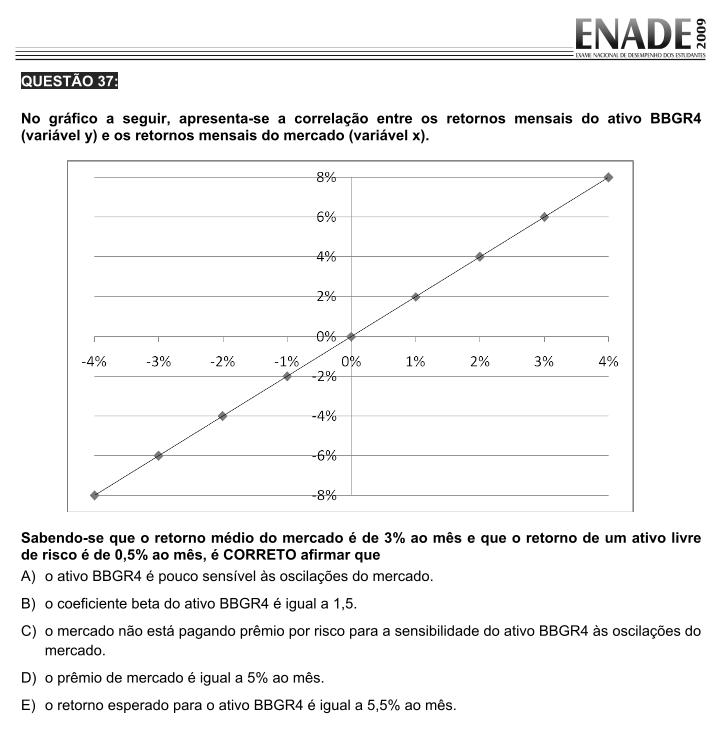 ENADE 2009
EXAME NACIONAL DE DESEMPENHO DOS ESTUDANTES
QUESTÃO 37:
No gráfico a seguir, apresenta-se a correlação entre os retornos mensais do ativo BBGR4
(variável y) e os retornos mensais do mercado (variável x).
8%
6%
4%
2%
0%
-4% -3% -2% -1% 0% 1% 2% 3% 4%
-2%
-4%
-6%
-8%
Sabendo-se que o retorno médio do mercado é de 3% ao mês e que o retorno de um ativo livre
de risco é de 0,5% ao mês, é CORRETO afirmar que
A) o ativo BBGR4 é pouco sensível às oscilações do mercado.
B) o coeficiente beta do ativo BBGR4 é igual a 1,5.
C) o mercado não está pagando prêmio por risco para a sensibilidade do ativo BBGR4 às oscilações do
mercado.
D) o prêmio de mercado é igual a 5% ao mês.
E) o retorno esperado para o ativo BBGR4 é igual a 5,5% ao mês.